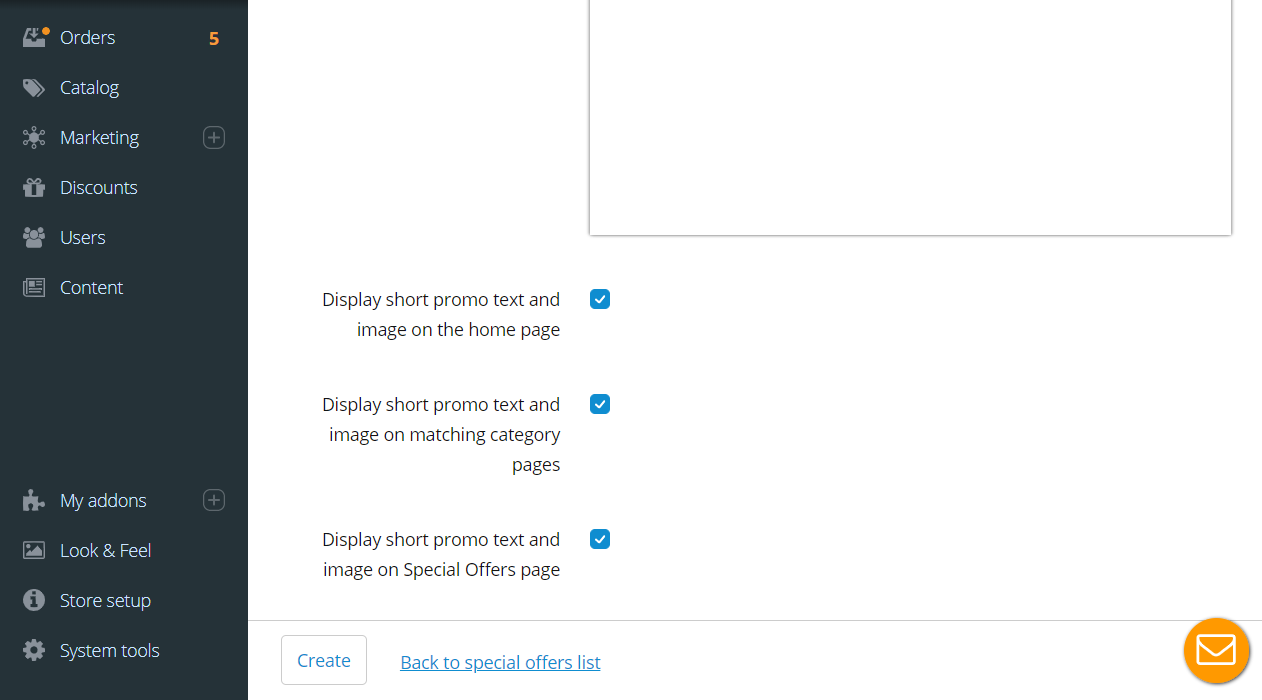 Orders 5
Catalog
Marketing
Discounts
Users
Content
My addons
Look & Feel
Store setup
System tools
Display short promo text and
image on the home page
Display short promo text and
image on matching category
pages
Display short promo text and
image on Special Offers page
Create Back to special offers list